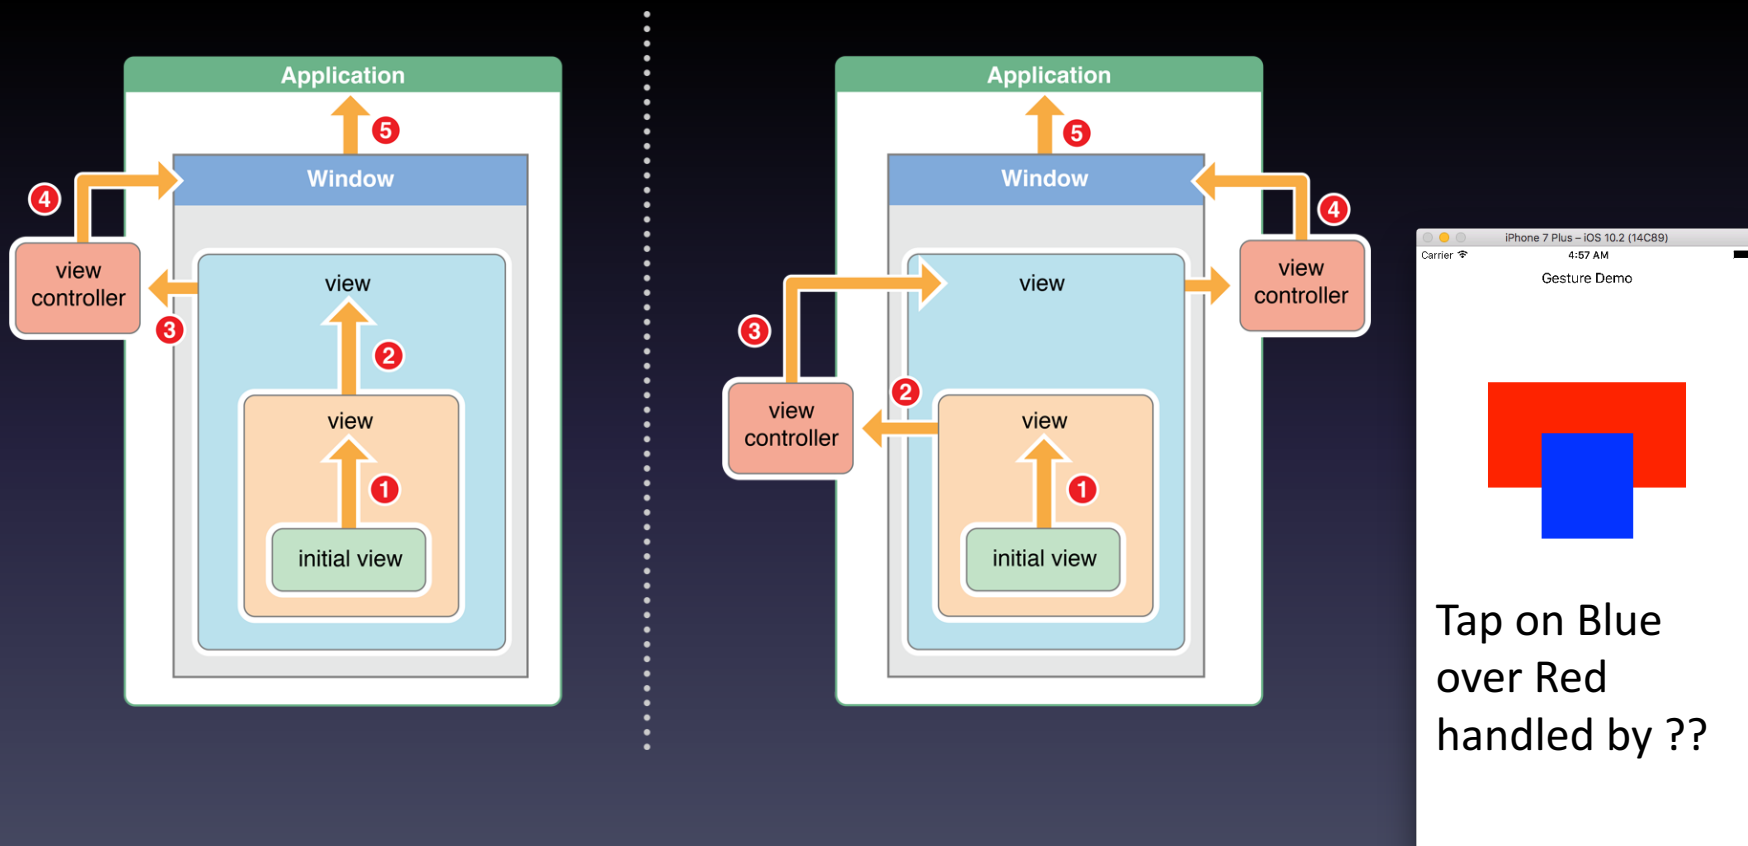 Application
5
Window
4
view
controller
3
view
2
view
1
initial view
Application
5
Window
4
view
controller
view
3
view
controller
2
view
1
initial view
iPhone 7 Plus – iOS 10.2 (14C89)
Carrier 4:57 AM
Gesture Demo
Tap on Blue
over Red
handled by ??